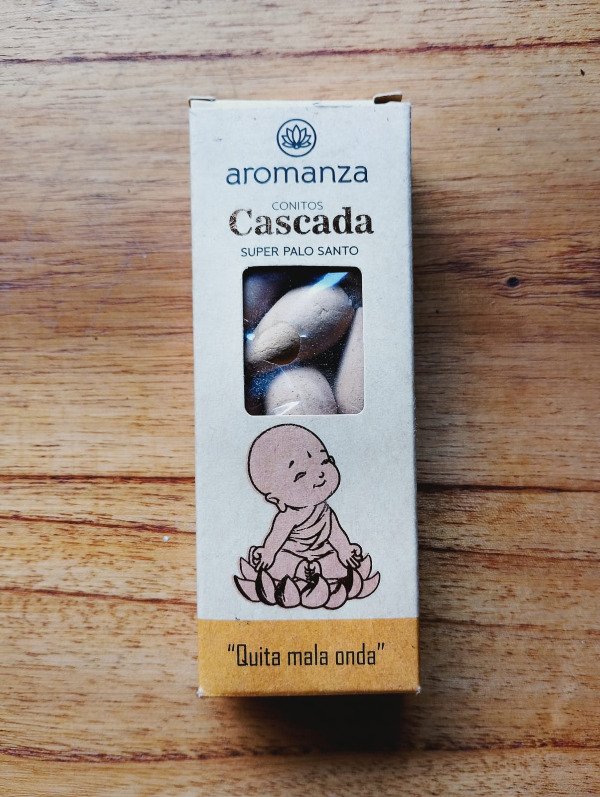 aromanza
CONITOS
Cascada
SUPER PALO SANTO
“Quita mala onda”